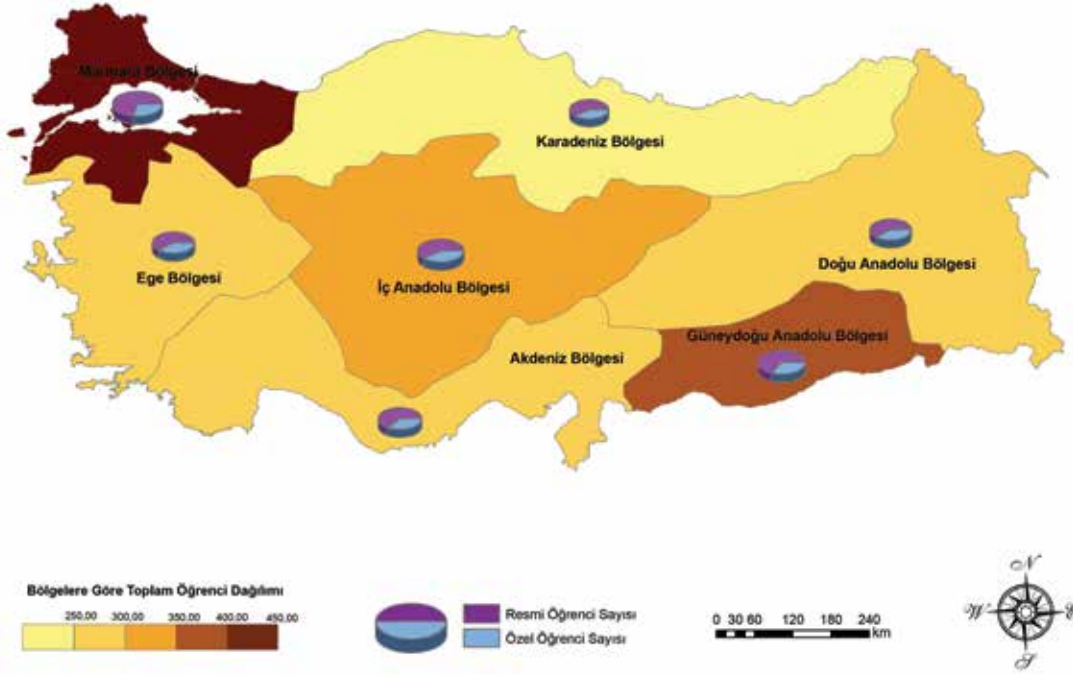 Marmara Bölgesi
Karadeniz Bölgesi
Ege Bölgesi
İç Anadolu Bölgesi
Doğu Anadolu Bölgesi
Güneydoğu Anadolu Bölgesi
Akdeniz Bölgesi
Bölgelere Göre Toplam Öğrenci Dağılımı
250,00 300,00 350,00 400,00 450,00
Resmi Öğrenci Sayısı
Özel Öğrenci Sayısı
0 30 60 120 180 240
km
N
W E
S